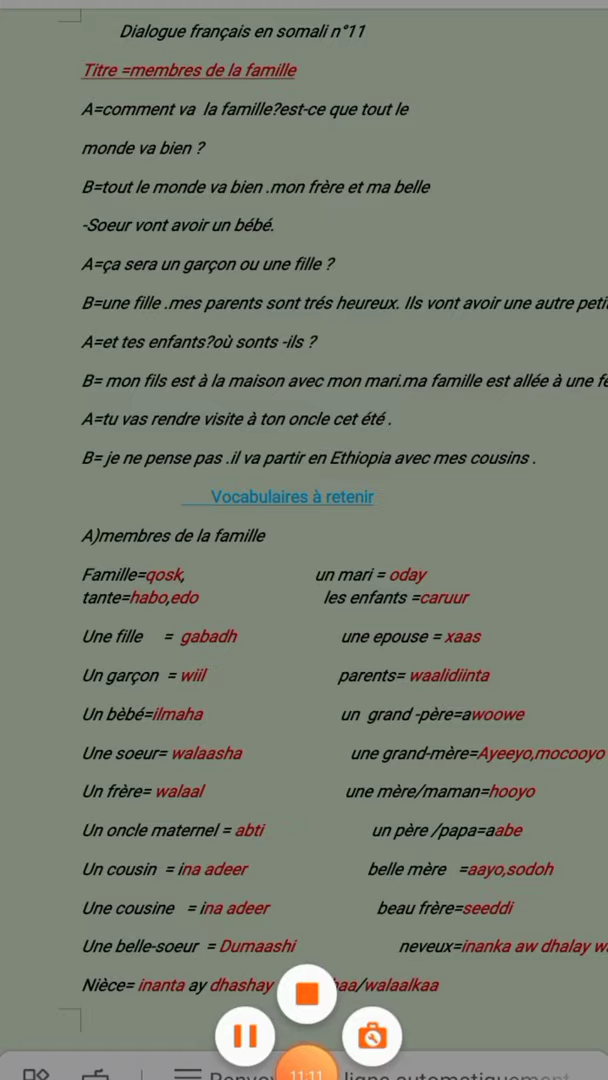 Dialogue français en somali n°11
Titre =membres de la famille
A=comment va la famille?est-ce que tout le
monde va bien ?
B=tout le monde va bien .mon frère et ma belle
-Soeur vont avoir un bébé.
A=ça sera un garçon ou une fille ?
B=une fille .mes parents sont trés heureux. Ils vont avoir une autre
A=et tes enfants?où sonts -ils ?
B= mon fils est à la maison avec mon mari.ma famille est allée à une
A=tu vas rendre visite à ton oncle cet été .
B= je ne pense pas .il va partir en Ethiopia avec mes cousins .
Vocabulaires à retenir
A)membres de la famille
Famille=qosk, un mari = oday
tante=habo,edo les enfants =caruur
Une fille = gabadh une epouse = xaas
Un garçon = wiil parents= waalidiinta
Un bèbé=ilmaha un grand -père=awoowe
Une soeur= walaasha une grand-mère=Ayeeyo,mocooyo
Un frère= walaal une mère/maman=hooyo
Un oncle maternel = abti un père /papa=aabe
Un cousin = ina adeer belle mère =aayo,sodoh
Une cousine = ina adeer beau frère=seeddi
Une belle-soeur = Dumaashi neveux=inanka aw dhalay
Nièce= inanta ay dhashay /walaalkaa
11:11
ligne automatiquement